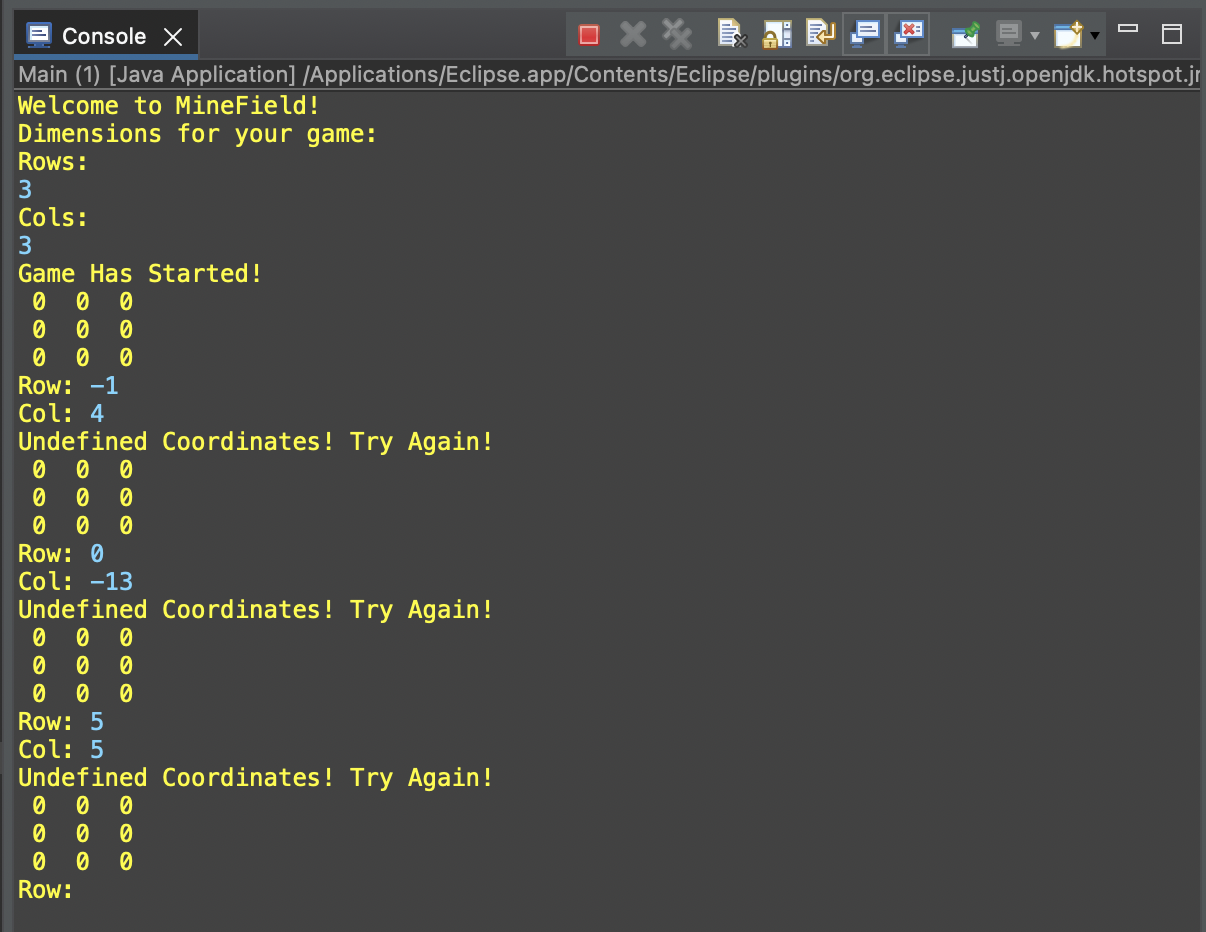 Console
Main (1) [Java Application] /Applications/Eclipse.app/Contents/Eclipse/plugins/org.eclipse.justj.openjdk.hotspot.jr
Welcome to MineField!
Dimensions for your game:
Rows:
3
Cols:
3
Game Has Started!
0 0 0
0 0 0
0 0 0
Row: -1
Col: 4
Undefined Coordinates! Try Again!
0 0 0
0 0 0
0 0 0
Row: 0
Col: -13
Undefined Coordinates! Try Again!
0 0 0
0 0 0
0 0 0
Row: 5
Col: 5
Undefined Coordinates! Try Again!
0 0 0
0 0 0
0 0 0
Row: